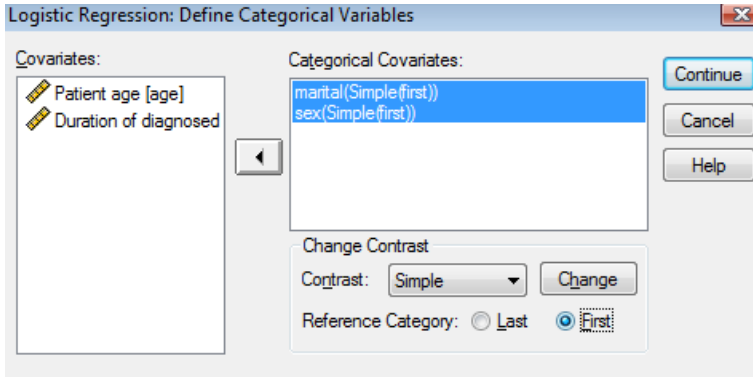 Logistic Regression: Define Categorical Variables
Covariates:
Patient age [age]
Duration of diagnosed
Categorical Covariates:
marital(Simple(first))
sex(Simple(first))
Continue
Cancel
Help
Change Contrast
Contrast: Simple Change
Reference Category: Last First